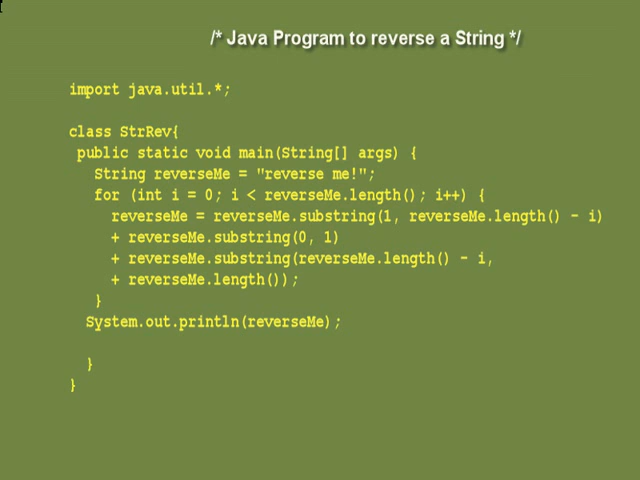 /* Java Program to reverse a String */
import java.util.*;
class StrRev{
public static void main(String[] args) {
String reverseMe = "reverse me!";
for (int i = 0; i < reverseMe.length(); i++) {
reverseMe = reverseMe.substring(1, reverseMe.length() - i)
+ reverseMe.substring(0, 1)
+ reverseMe.substring(reverseMe.length() - i,
+ reverseMe.length());
}
System.out.println(reverseMe);
}
}